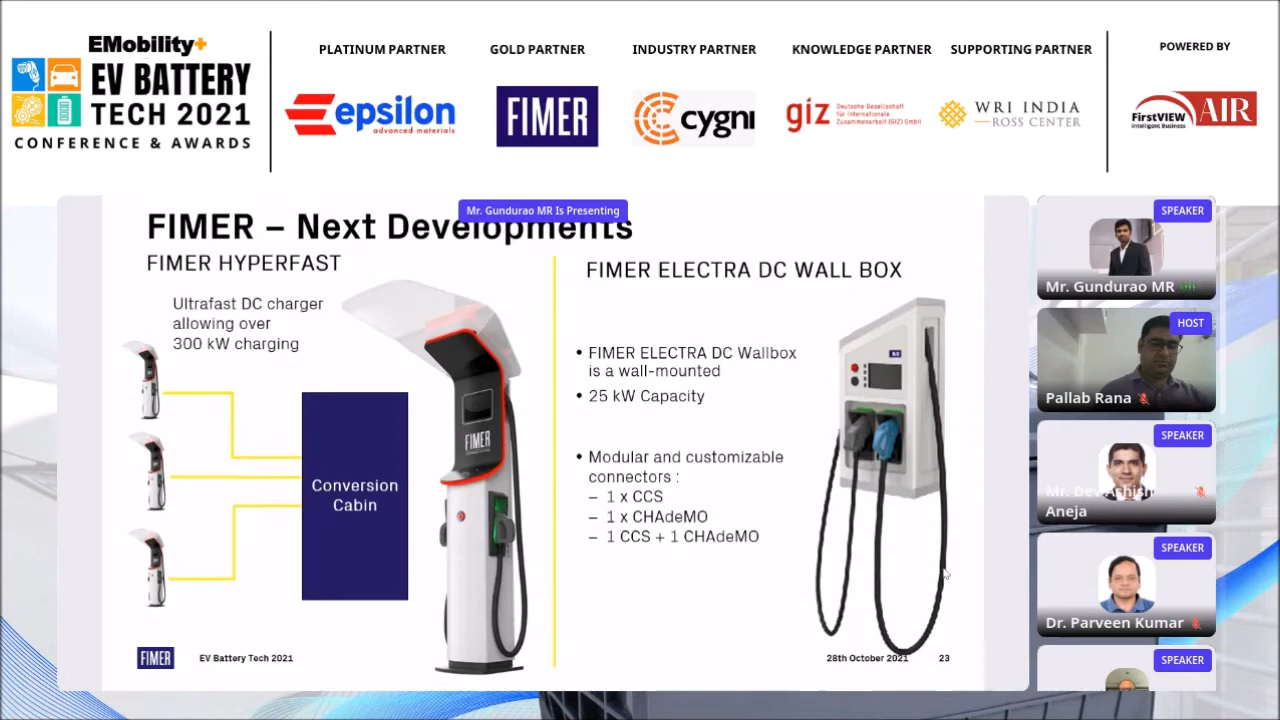 EMobility+
EV BATTERY
TECH 2021
CONFERENCE & AWARDS
PLATINUM PARTNER
epsilon
advanced materials
GOLD PARTNER
FIMER
INDUSTRY PARTNER
cygni
KNOWLEDGE PARTNER
giz
Deutsche Gesellschaft
für Internationale
Zusammenarbeit (GIZ) GmbH
SUPPORTING PARTNER
WRI INDIA
ROSS CENTER
POWERED BY
FirstVIEW
Intelligent Business
AIR
Mr. Gundurao MR Is Presenting
FIMER – Next Developments
FIMER HYPERFAST
Ultrafast DC charger
allowing over
300 kW charging
Conversion
Cabin
FIMER
FIMER ELECTRA DC WALL BOX
• FIMER ELECTRA DC Wallbox
is a wall-mounted
• 25 kW Capacity
• Modular and customizable
connectors :
– 1 x CCS
– 1 x CHAdeMO
– 1 CCS + 1 CHAdeMO
FIMER
EV Battery Tech 2021
28th October 2021
23
SPEAKER
Mr. Gundurao MR
HOST
Pallab Rana
SPEAKER
Mr. Dev Ashish
Aneja
SPEAKER
Dr. Parveen Kumar
SPEAKER